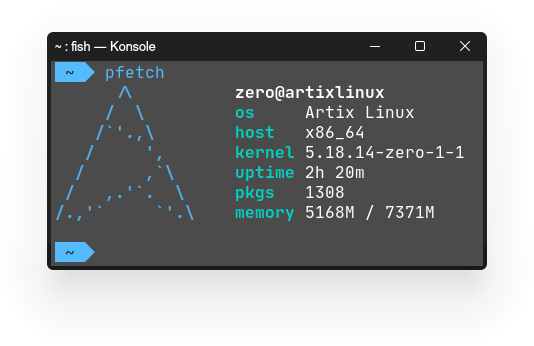 ~ : fish — Konsole
~ pfetch
zero@artixlinux
os Artix Linux
host x86_64
kernel 5.18.14-zero-1-1
uptime 2h 20m
pkgs 1308
memory 5168M / 7371M
~